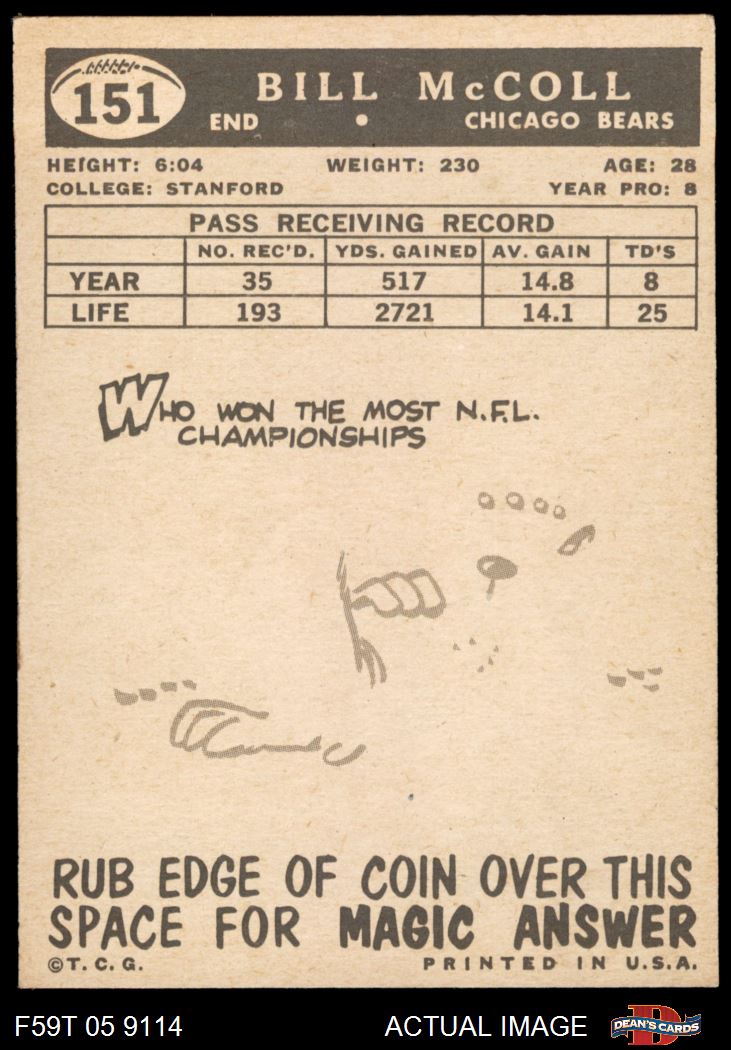 151
BILL McCOLL
END • CHICAGO BEARS
HEIGHT: 6:04 WEIGHT: 230 AGE: 28
COLLEGE: STANFORD YEAR PRO: 8
PASS RECEIVING RECORD
NO. REC'D. YDS. GAINED AV. GAIN TD'S
YEAR 35 517 14.8 8
LIFE 193 2721 14.1 25
WHO WON THE MOST N.F.L.
CHAMPIONSHIPS
RUB EDGE OF COIN OVER THIS
SPACE FOR MAGIC ANSWER
©T.C.G. PRINTED IN U.S.A.
F59T 05 9114 ACTUAL IMAGE
D
DEAN'S CARDS